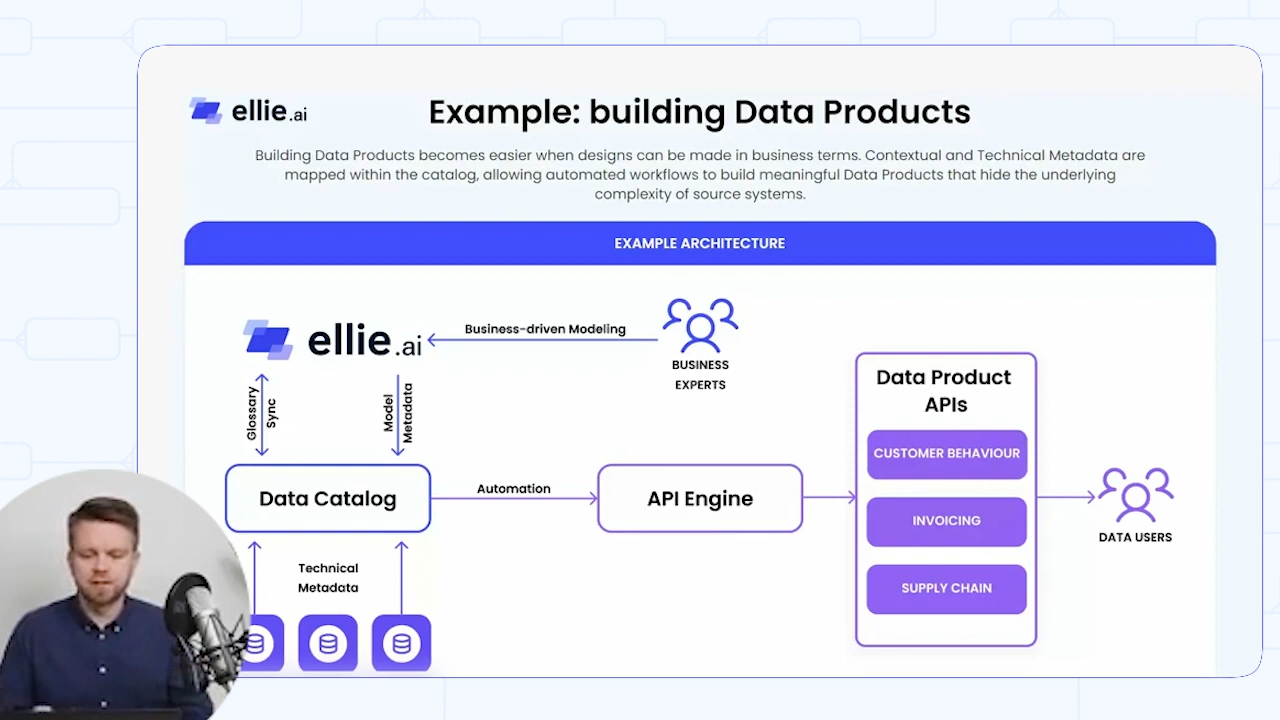 ellie.ai
Example: building Data Products
Building Data Products becomes easier when designs can be made in business terms. Contextual and Technical Metadata are
mapped within the catalog, allowing automated workflows to build meaningful Data Products that hide the underlying
complexity of source systems.
EXAMPLE ARCHITECTURE
ellie.ai
Business-driven Modeling
BUSINESS
EXPERTS
Glossary
Sync
Model
Metadata
Data Catalog
Automation
API Engine
Data Product
APIs
CUSTOMER BEHAVIOUR
INVOICING
SUPPLY CHAIN
DATA USERS
Technical
Metadata